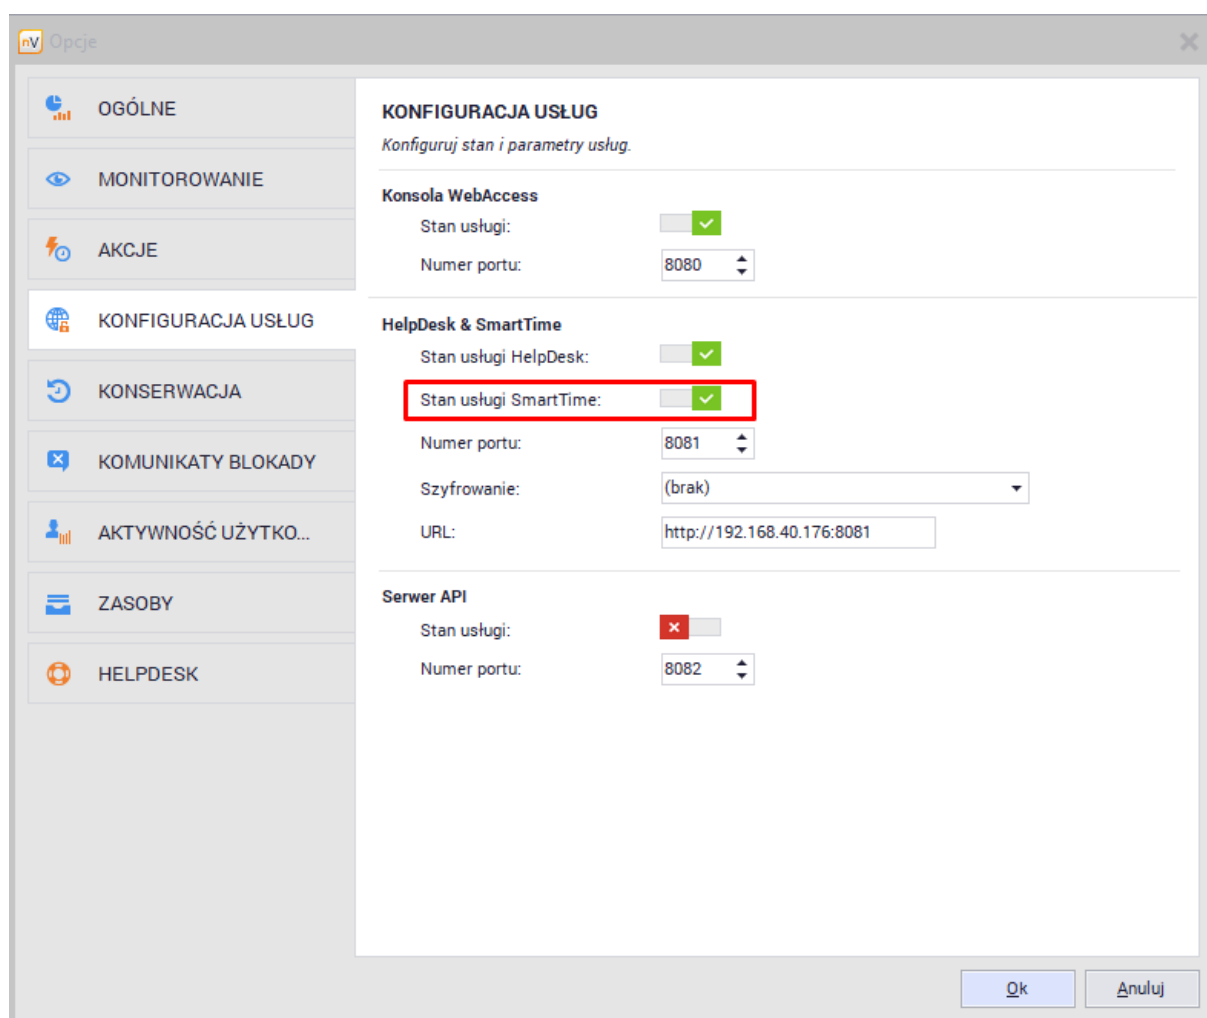 nV Opcje
OGÓLNE
MONITOROWANIE
AKCJE
KONFIGURACJA USŁUG
KONSERWACJA
KOMUNIKATY BLOKADY
AKTYWNOŚĆ UŻYTKO...
ZASOBY
HELPDESK
KONFIGURACJA USŁUG
Konfiguruj stan i parametry usług.
Konsola WebAccess
Stan usługi:
Numer portu: 8080
HelpDesk & SmartTime
Stan usługi HelpDesk:
Stan usługi SmartTime:
Numer portu: 8081
Szyfrowanie: (brak)
URL: http://192.168.40.176:8081
Serwer API
Stan usługi:
Numer portu: 8082
Ok Anuluj